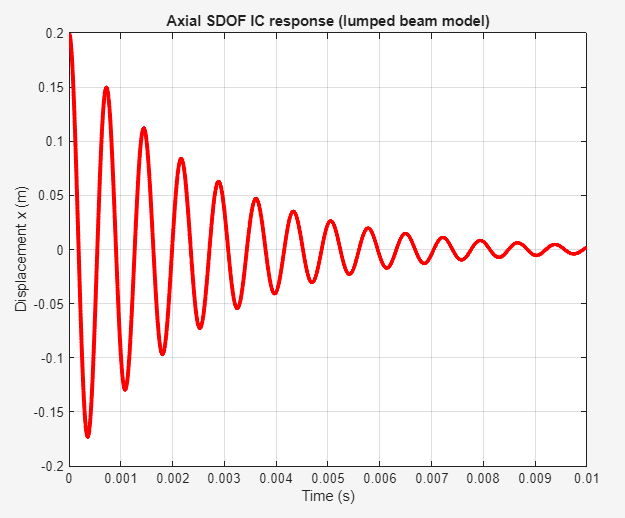 Axial SDOF IC response (lumped beam model)
0.2
0.15
0.1
0.05
0
-0.05
-0.1
-0.15
-0.2
Displacement x (m)
0 0.001 0.002 0.003 0.004 0.005 0.006 0.007 0.008 0.009 0.01
Time (s)